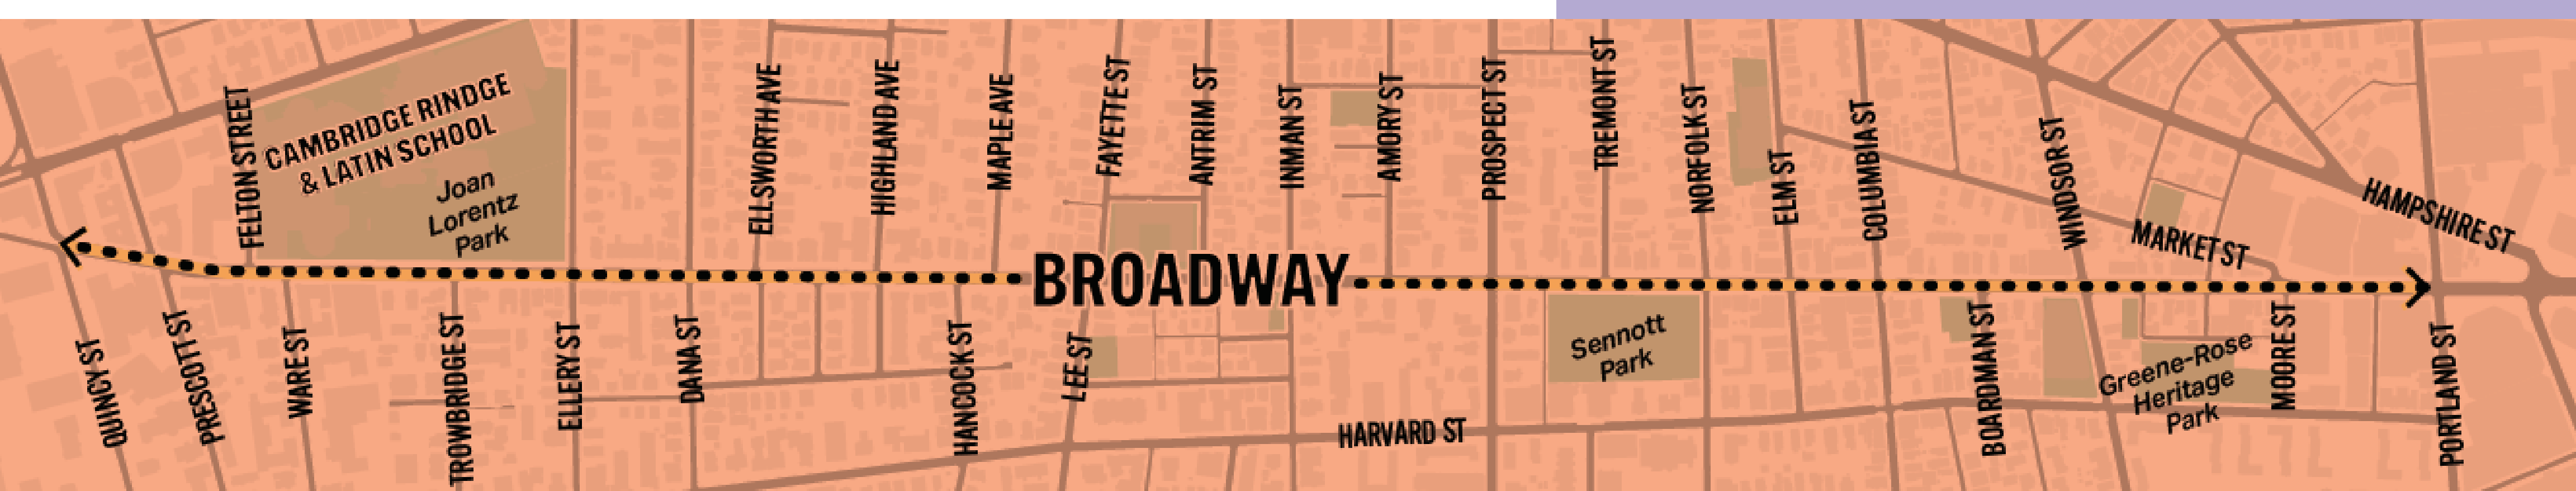 FELTON STREET
CAMBRIDGE RINDGE
& LATIN SCHOOL
Joan
Lorentz
Park
ELLSWORTH AVE
HIGHLAND AVE
MAPLE AVE
FAYETTE ST
ANTRIM ST
INMAN ST
AMORY ST
PROSPECT ST
TREMONT ST
NORFOLK ST
ELM ST
COLUMBIA ST
WINDSOR ST
MARKET ST
HAMPSHIRE ST
BROADWAY
QUINCY ST
PRESCOTT ST
WARE ST
TROWBRIDGE ST
ELLERY ST
DANA ST
HANCOCK ST
LEE ST
HARVARD ST
Sennott
Park
BOARDMAN ST
Greene-Rose
Heritage
Park
MOORE ST
PORTLAND ST